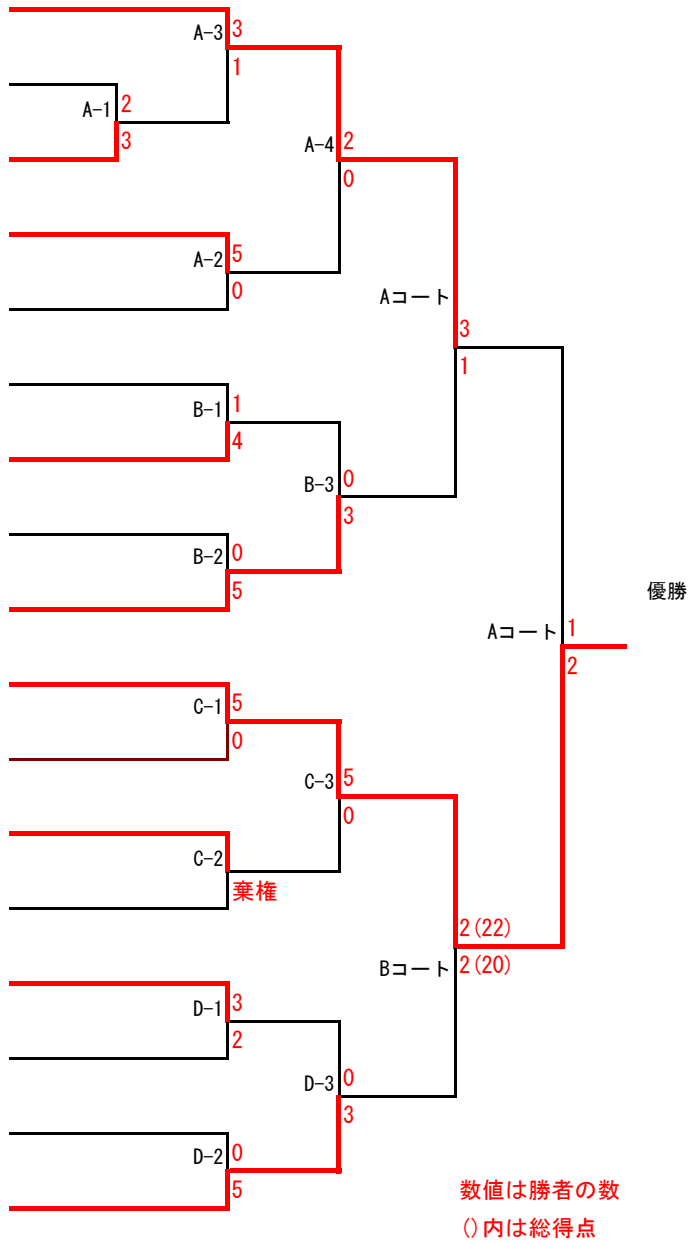 A-3 3
1
A-1 2
3
A-4 2
0
A-2 5
0
Aコート
3
1
B-1 1
4
B-3 0
3
B-2 0
5
優勝
Aコート 1
2
C-1 5
0
C-3 5
0
C-2
棄権
2(22)
Bコート 2(20)
D-1 3
2
D-3 0
3
D-2 0
5
数値は勝者の数
()内は総得点